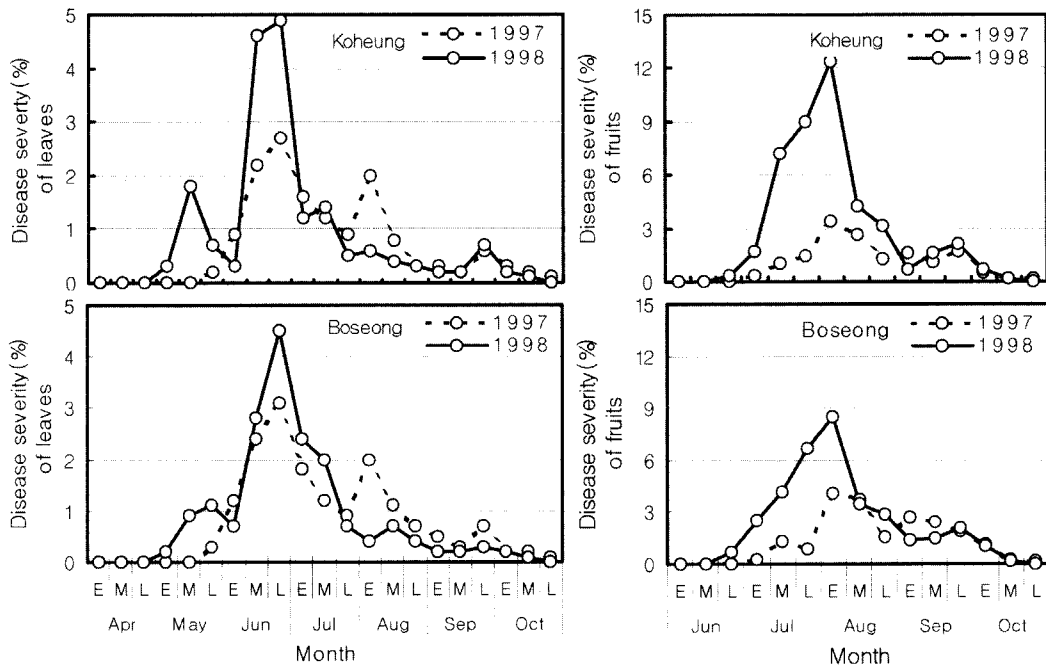 Disease severty(%)
of leaves
5
4
3
2
1
0
Koheung
1997
1998
Disease severity(%)
of fruits
15
12
9
6
3
0
Koheung
1997
1998
Disease severity(%)
of leaves
5
4
3
2
1
0
Boseong
1997
1998
E M L E M L E M L E M L E M L E M L E M L
Apr May Jun Jul Aug Sep Oct
Month
Disease severity(%)
of fruits
15
12
9
6
3
0
Boseong
1997
1998
E M L E M L E M L E M L E M L
Jun Jul Aug Sep Oct
Month